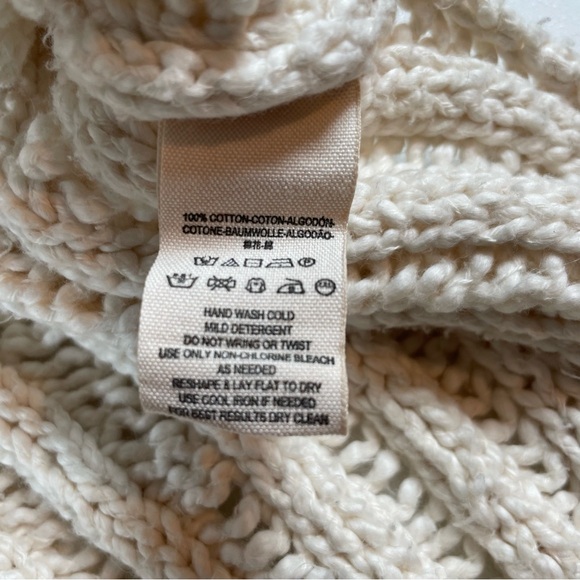 100% COTTON-COTON-ALGODÓN-
COTONE-BAUMWOLLE-ALGODÃO-
HAND WASH COLD
MILD DETERGENT
DO NOT WRING OR TWIST
USE ONLY NON-CHLORINE BLEACH
AS NEEDED
RESHAPE & LAY FLAT TO DRY
USE COOL IRON IF NEEDED
FOR BEST RESULTS DRY CLEAN